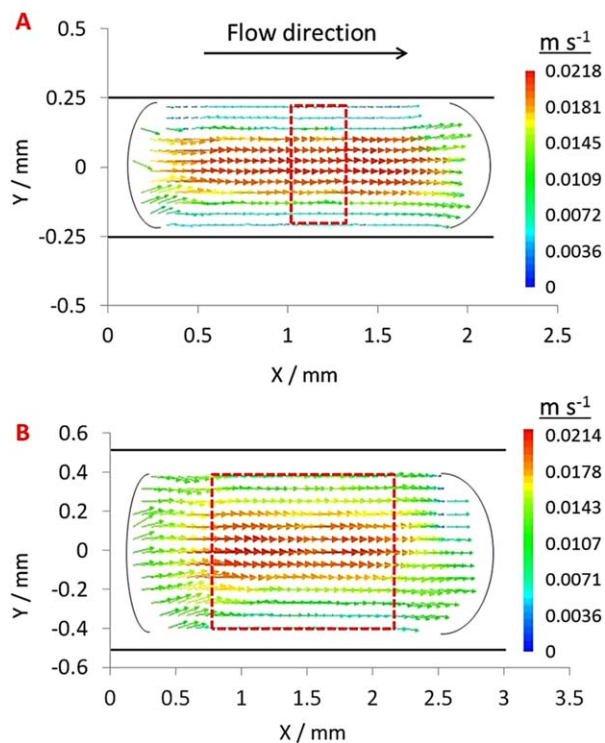 A
Flow direction
m s-1
0.5
0.25
0
-0.25
-0.5
Y / mm
0.0218
0.0181
0.0145
0.0109
0.0072
0.0036
0
0 0.5 1 1.5 2 2.5
X / mm
B
m s-1
0.6
0.4
0.2
0
-0.2
-0.4
-0.6
Y / mm
0.0214
0.0178
0.0143
0.0107
0.0071
0.0036
0
0 0.5 1 1.5 2 2.5 3 3.5
X / mm